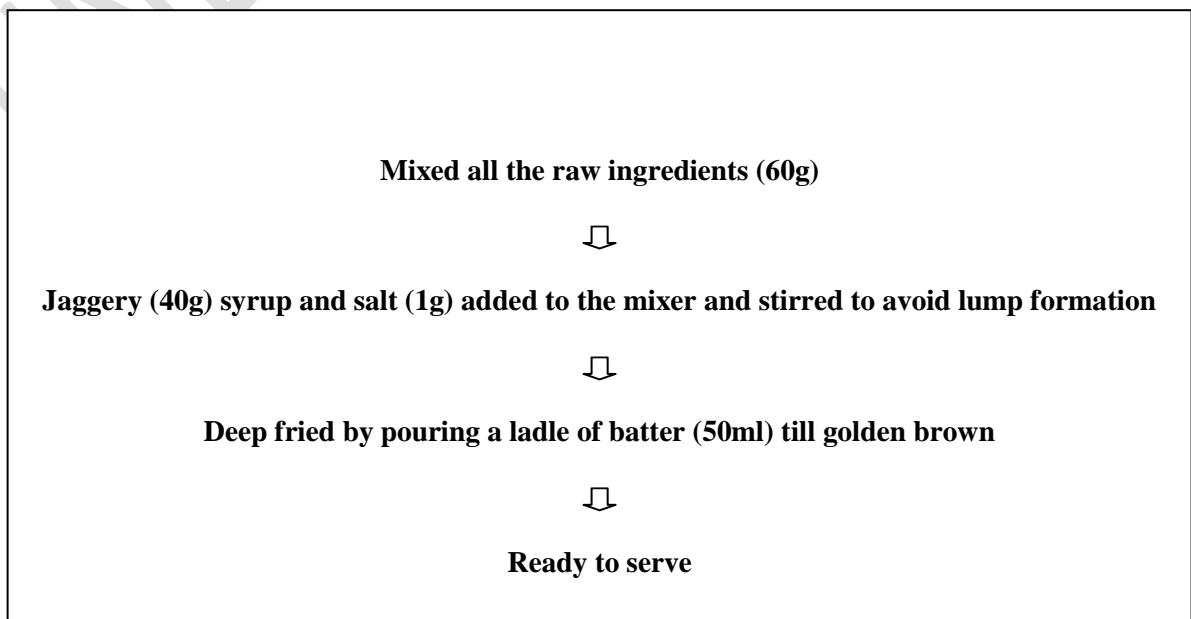 Mixed all the raw ingredients (60g)
Jaggery (40g) syrup and salt (1g) added to the mixer and stirred to avoid lump formation
Deep fried by pouring a ladle of batter (50ml) till golden brown
Ready to serve